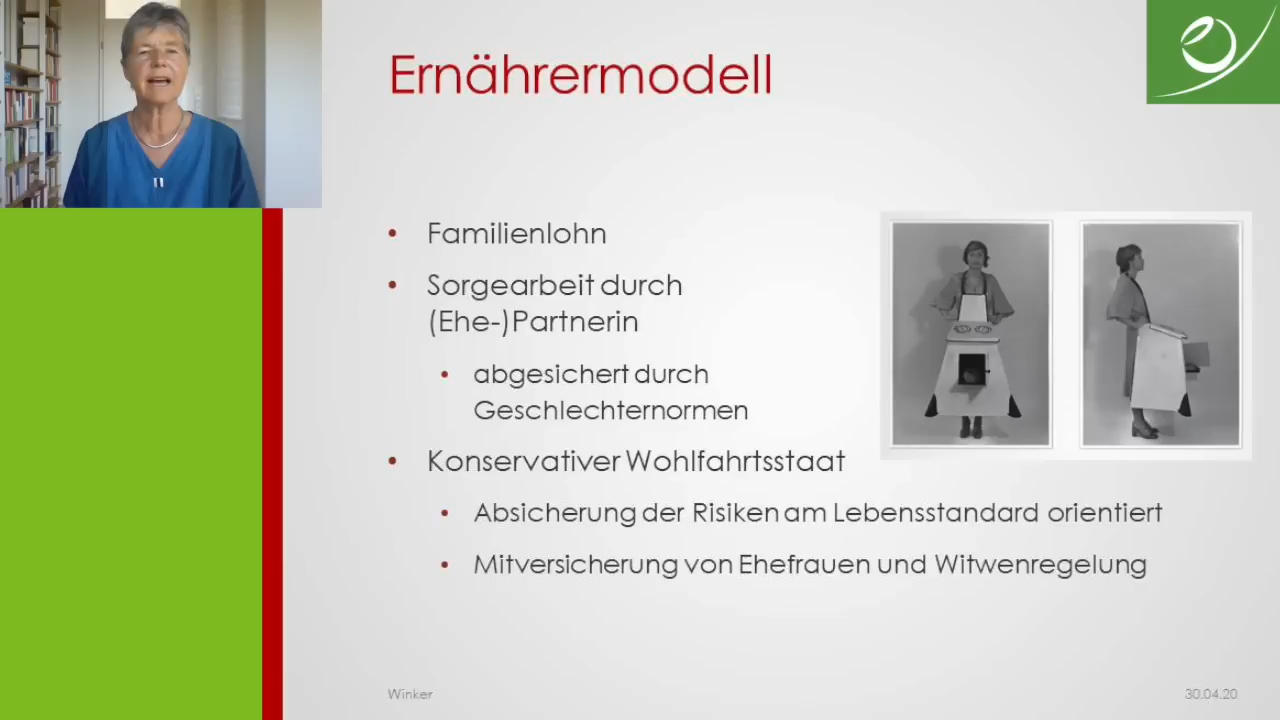 Ernährermodell
• Familienlohn
• Sorgearbeit durch
(Ehe-)Partnerin
• abgesichert durch
Geschlechternormen
• Konservativer Wohlfahrtsstaat
• Absicherung der Risiken am Lebensstandard orientiert
• Mitversicherung von Ehefrauen und Witwenregelung
Winker
30.04.20